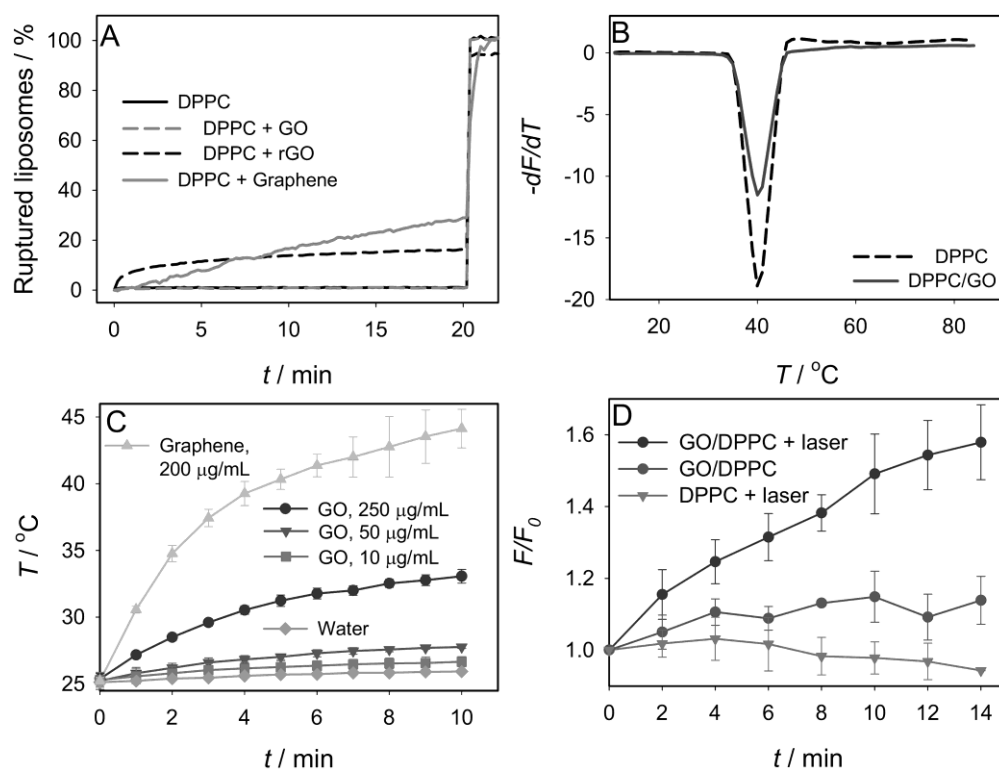 A
Ruptured liposomes / %
100
80
60
40
20
0
DPPC
DPPC + GO
DPPC + rGO
DPPC + Graphene
0 5 10 15 20
t / min
B
-dF/dT
0
-5
-10
-15
-20
DPPC
DPPC/GO
20 40 60 80
T / °C
C
T / °C
45
40
35
30
25
Graphene,
200 μg/mL
GO, 250 μg/mL
GO, 50 μg/mL
GO, 10 μg/mL
Water
0 2 4 6 8 10
t / min
D
F/F0
1.6
1.4
1.2
1.0
GO/DPPC + laser
GO/DPPC
DPPC + laser
0 2 4 6 8 10 12 14
t / min